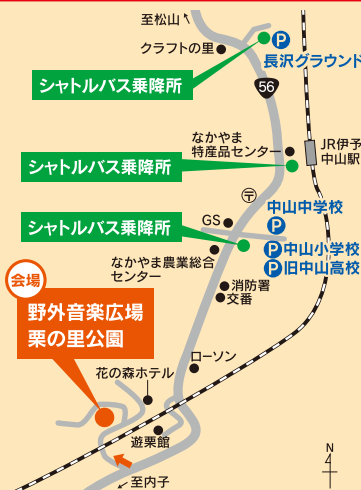 至松山
クラフトの里
P
長沢グラウンド
シャトルバス乗降所
56
なかやま
特産品センター
JR伊予
中山駅
シャトルバス乗降所
〒
中山中学校
P
GS
シャトルバス乗降所
P中山小学校
P旧中山高校
なかやま農業総合
センター
会場
消防署
交番
野外音楽広場
栗の里公園
ローソン
花の森ホテル
遊栗館
N
4
至内子